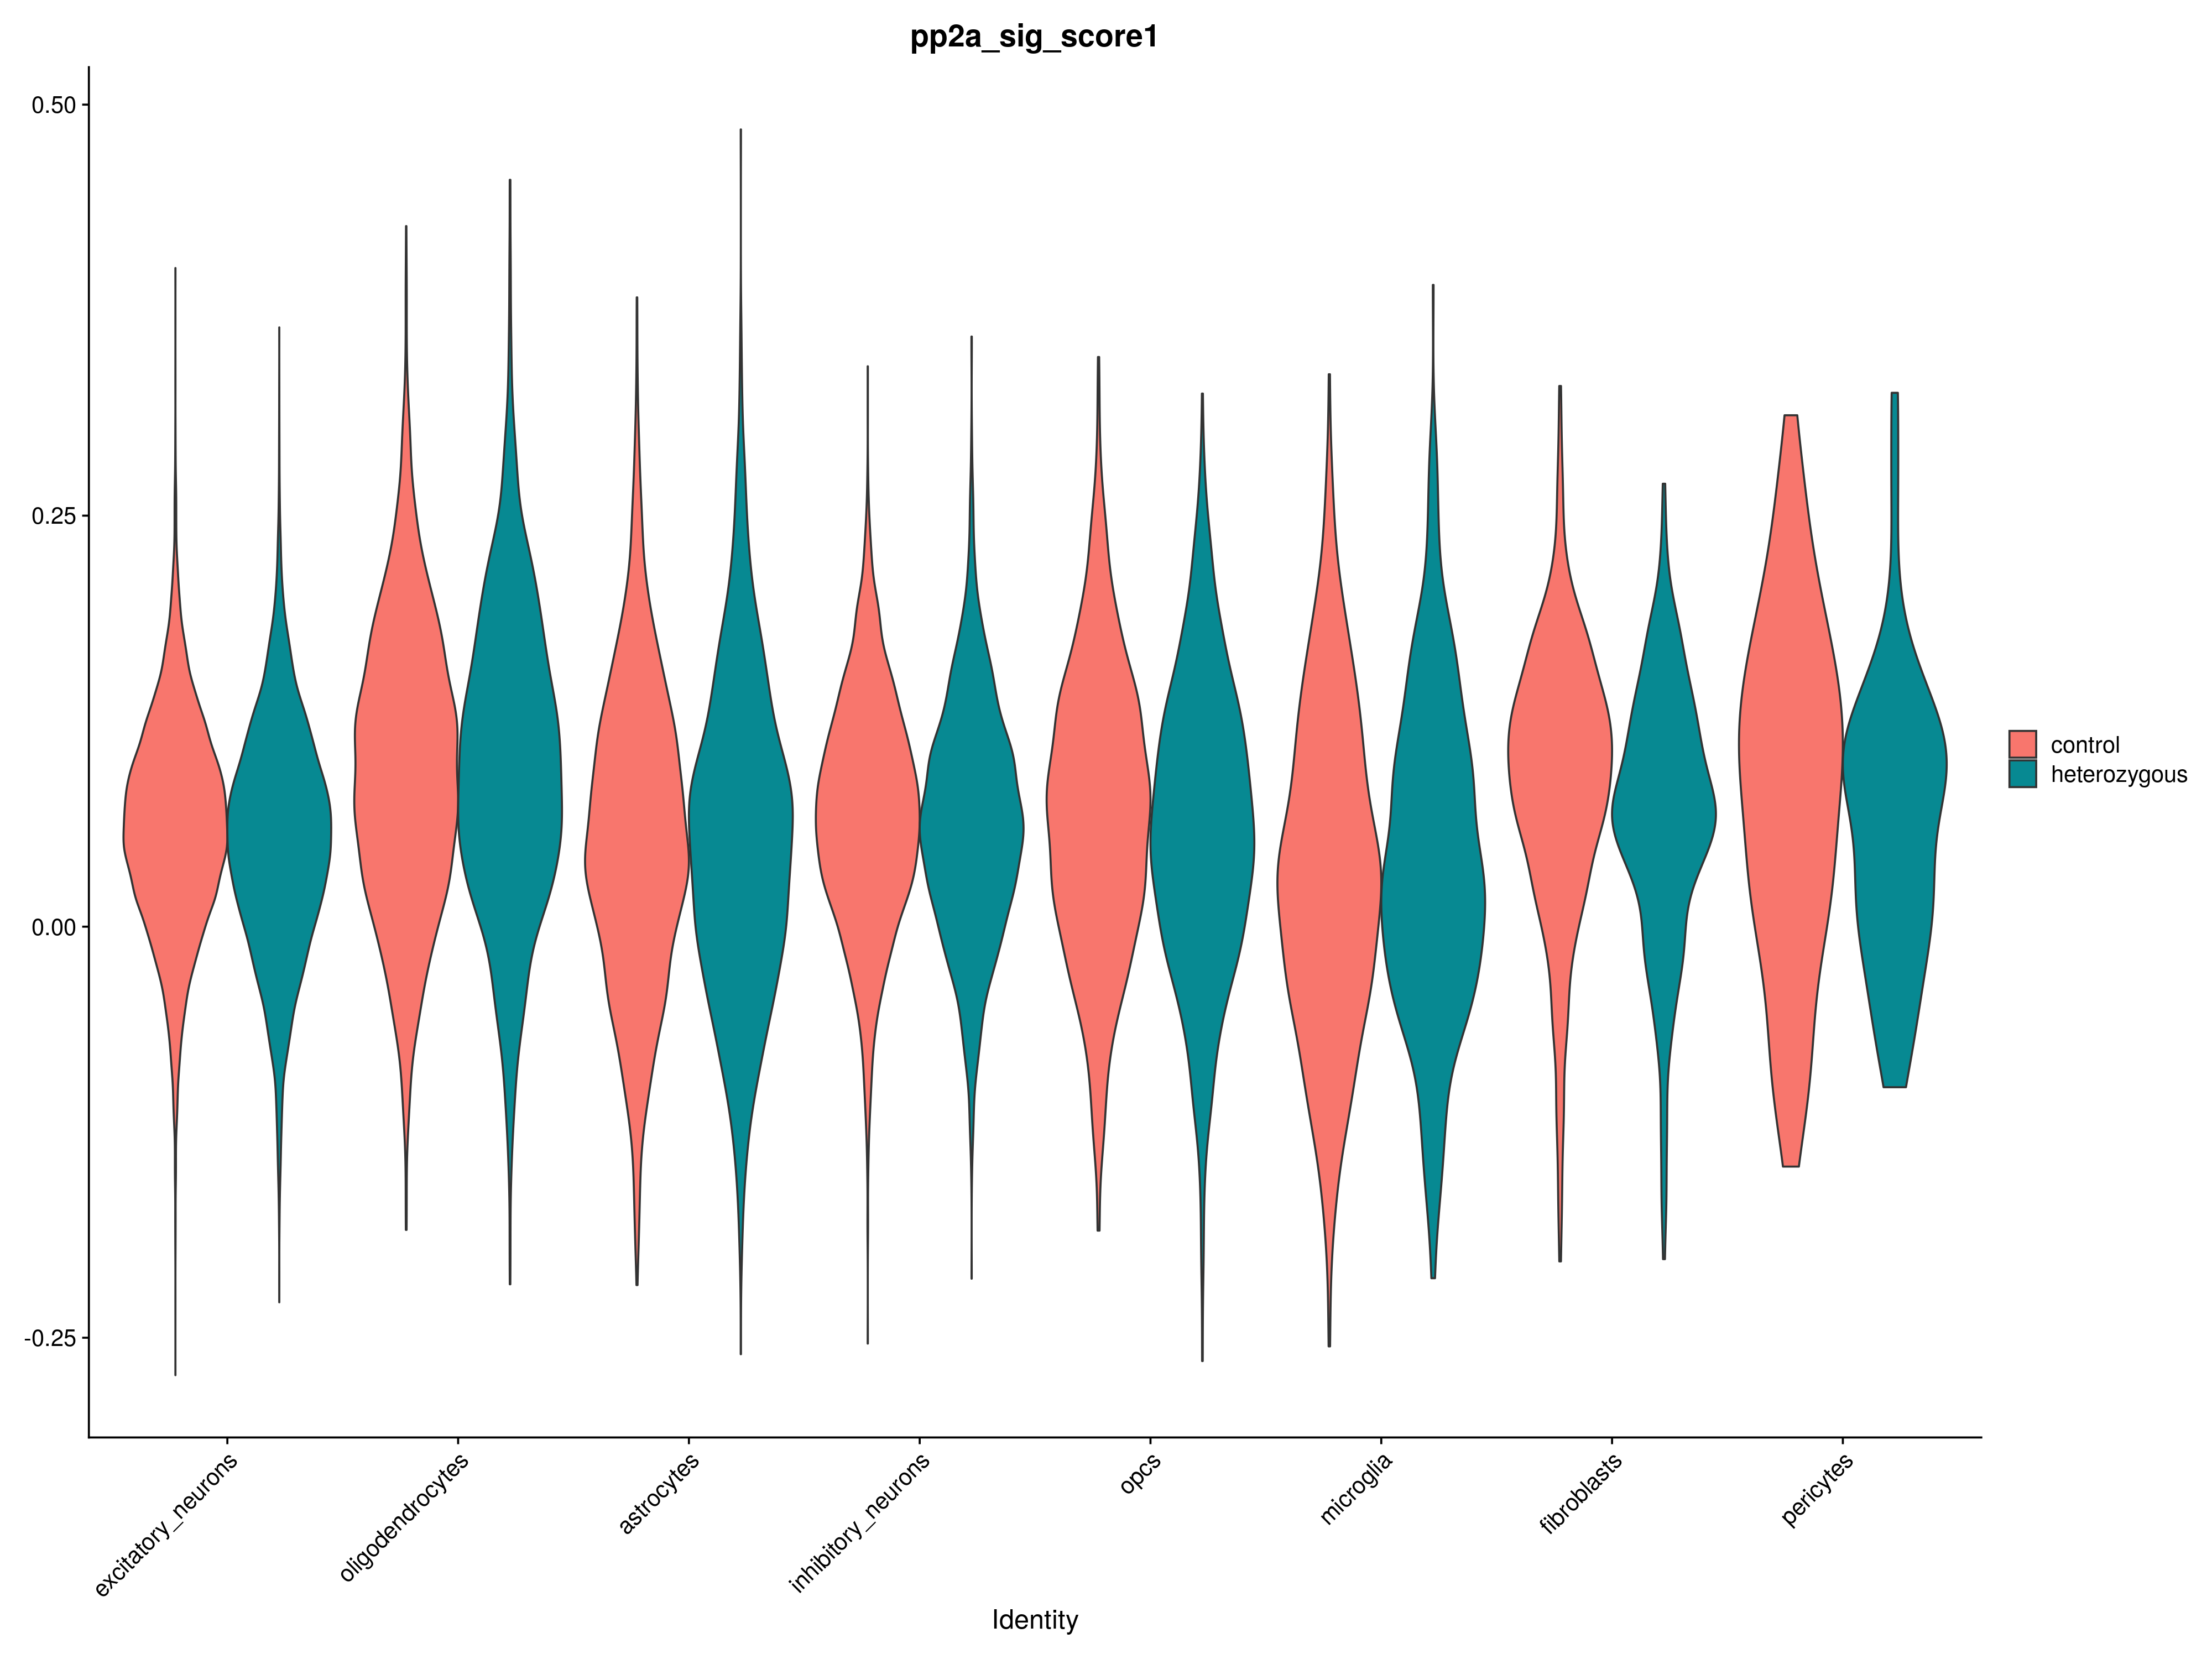 pp2a_sig_score1
0.50
0.25
0.00
-0.25
control
heterozygous
excitatory_neurons
oligodendrocytes
astrocytes
inhibitory_neurons
opcs
microglia
fibroblasts
pericytes
Identity